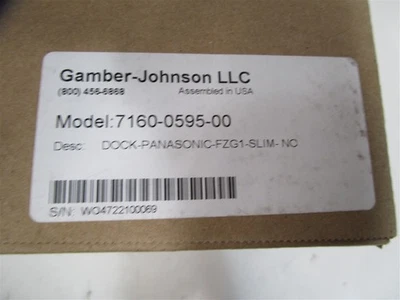 Gamber-Johnson LLC
(800) 456-6868 Assembled in USA
Model:7160-0595-00
Desc: DOCK-PANASONIC-FZG1-SLIM- NO
S/N: WO4722100069